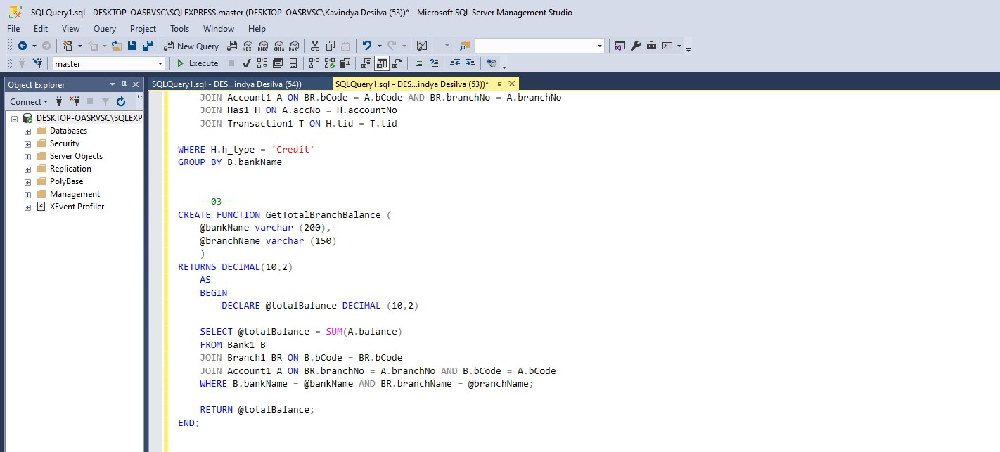 SQLQuery1.sql - DESKTOP-OASRVSC\SQLEXPRESS.master (DESKTOP-OASRVSC\Kavindya Desilva (53))* - Microsoft SQL Server Management Studio
File Edit View Query Project Tools Window Help
New Query MDX DMX XMLA DAX
master Execute
Object Explorer
Connect
DESKTOP-OASRVSC\SQLEXP
Databases
Security
Server Objects
Replication
PolyBase
Management
XEvent Profiler
SQLQuery1.sql - DES...indya Desilva (54)) SQLQuery1.sql - DES...indya Desilva (53))*
JOIN Account1 A ON BR.bCode = A.bCode AND BR.branchNo = A.branchNo
JOIN Has1 H ON A.accNo = H.accountNo
JOIN Transaction1 T ON H.tid = T.tid
WHERE H.h_type = 'Credit'
GROUP BY B.bankName
--03--
CREATE FUNCTION GetTotalBranchBalance (
@bankName varchar (200),
@branchName varchar (150)
)
RETURNS DECIMAL(10,2)
AS
BEGIN
DECLARE @totalBalance DECIMAL (10,2)
SELECT @totalBalance = SUM(A.balance)
FROM Bank1 B
JOIN Branch1 BR ON B.bCode = BR.bCode
JOIN Account1 A ON BR.branchNo = A.branchNo AND B.bCode = A.bCode
WHERE B.bankName = @bankName AND BR.branchName = @branchName;
RETURN @totalBalance;
END;